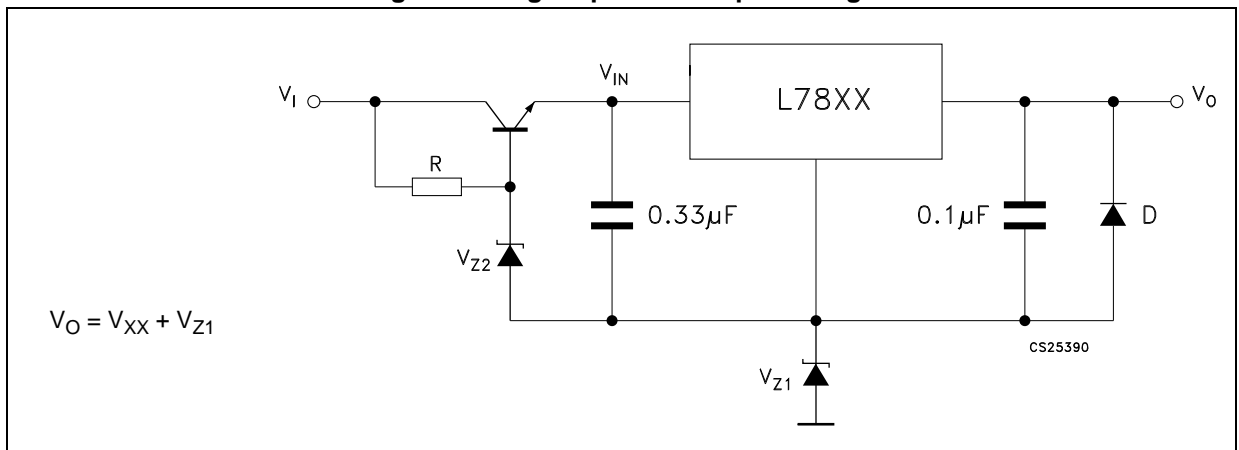 V_IN
V_I
L78XX
V_O
R
0.33µF
0.1µF
D
V_Z2
V_O = V_XX + V_Z1
CS25390
V_Z1